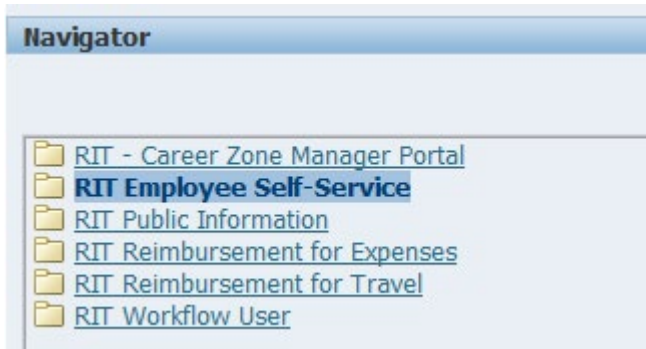 Navigator
RIT - Career Zone Manager Portal
RIT Employee Self-Service
RIT Public Information
RIT Reimbursement for Expenses
RIT Reimbursement for Travel
RIT Workflow User